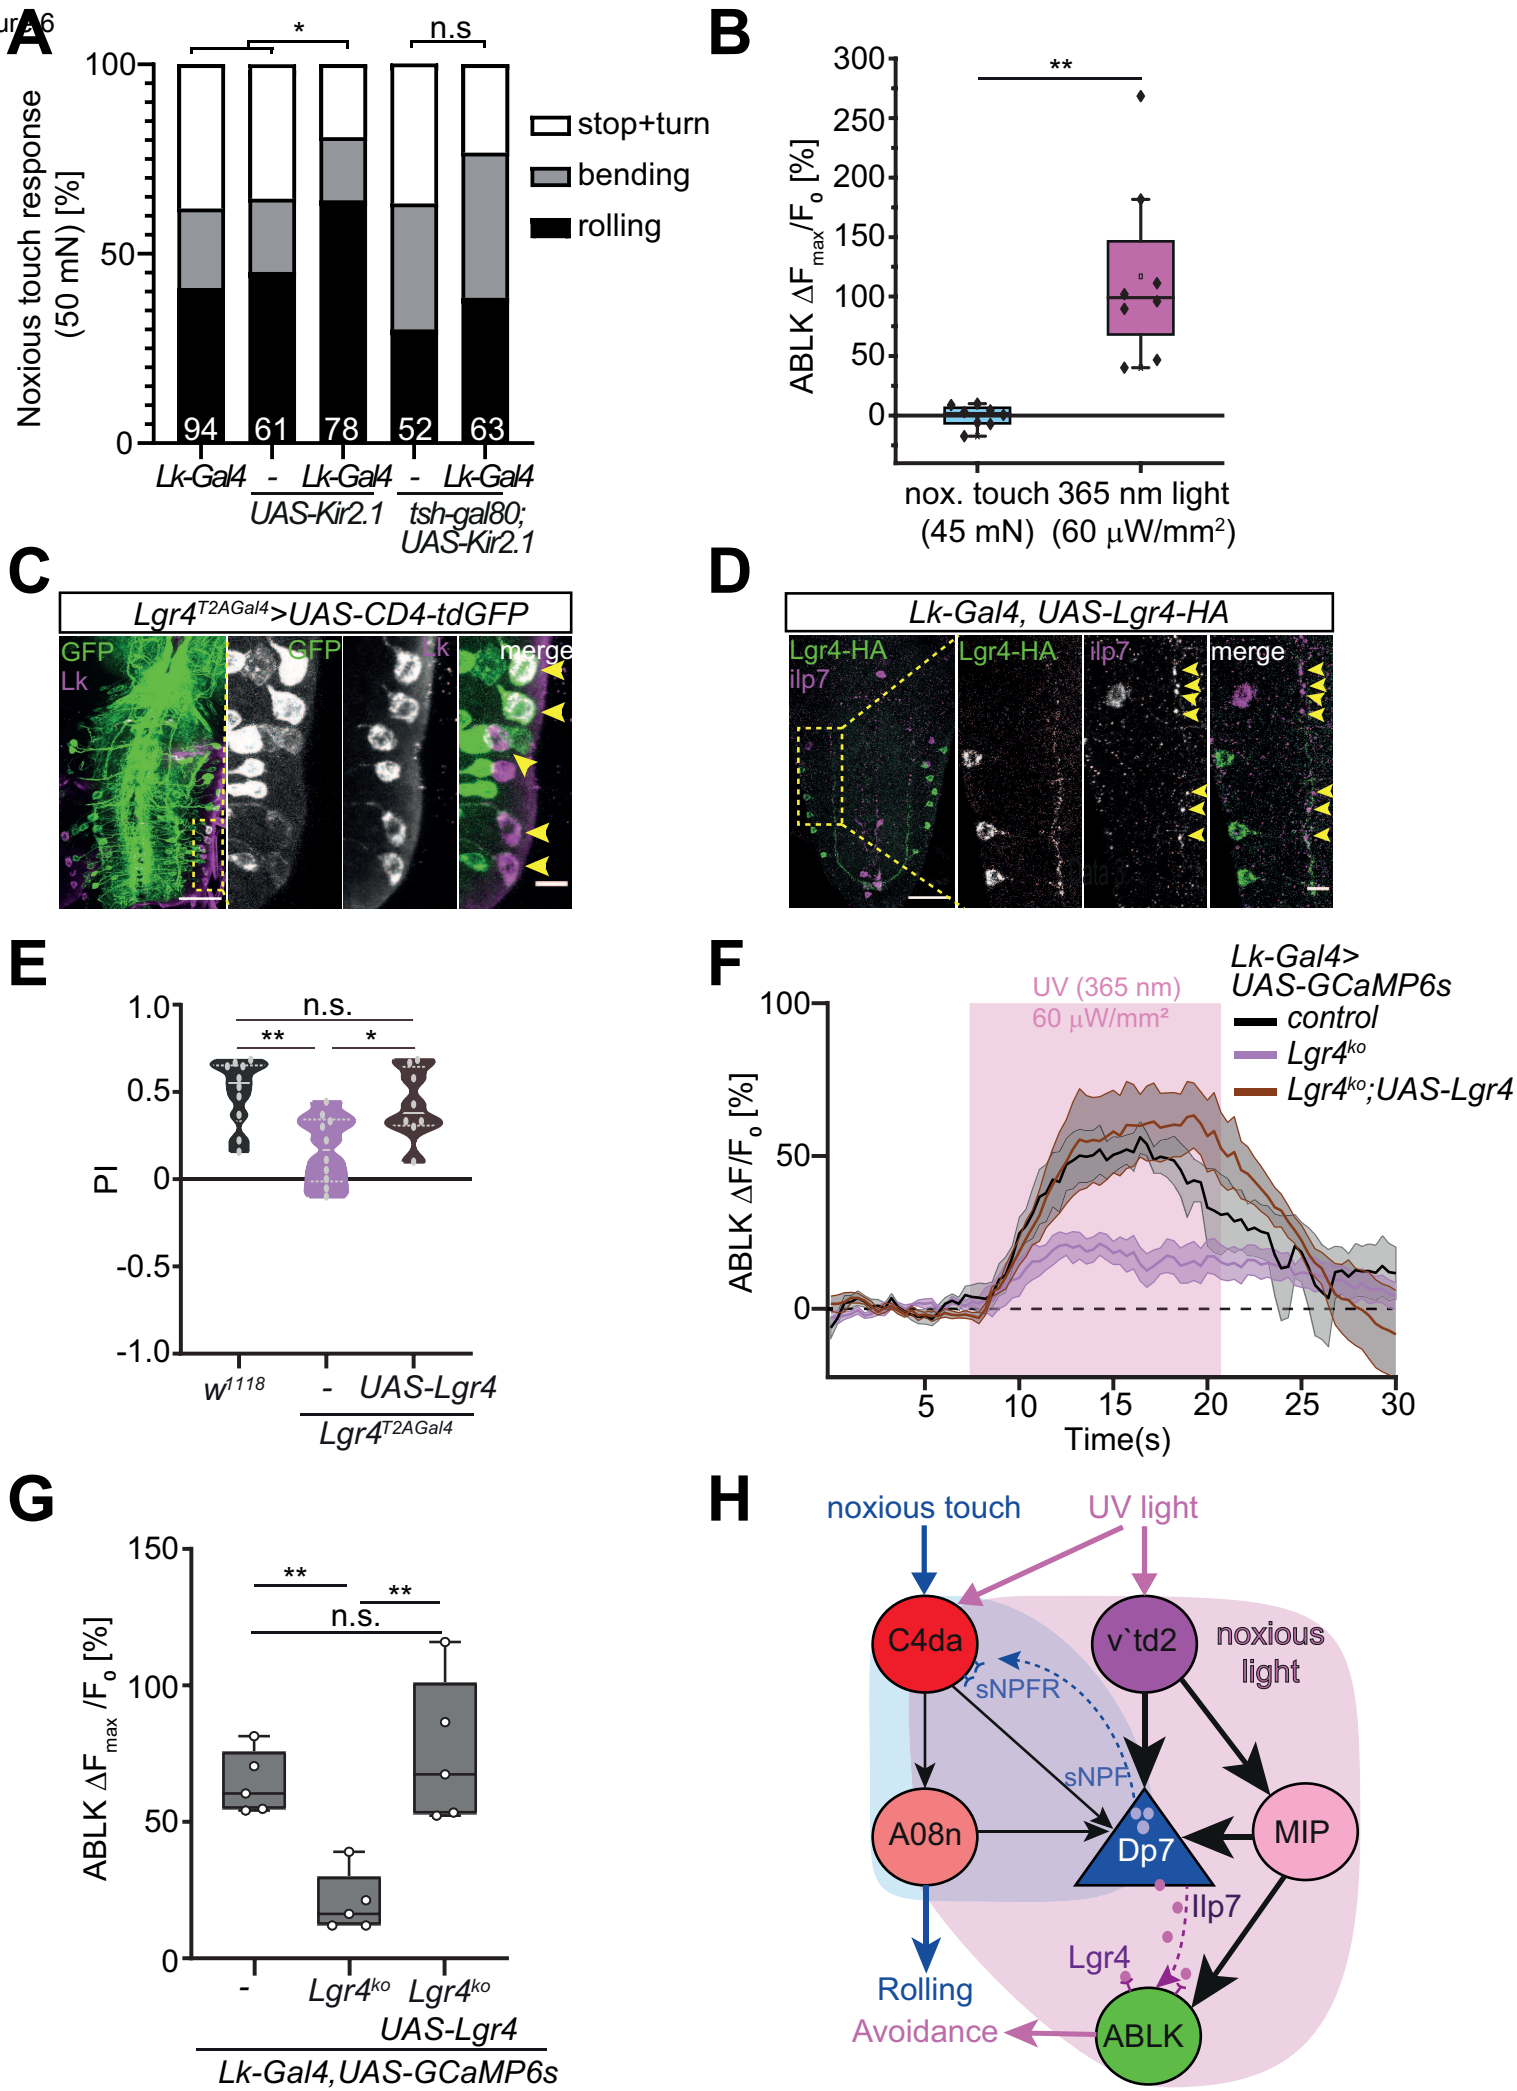 ure 6
A
* n.s
100
50
0
Noxious touch response
(50 mN) [%]
stop+turn
bending
rolling
94 61 78 52 63
Lk-Gal4 - Lk-Gal4 - Lk-Gal4
UAS-Kir2.1 tsh-gal80;
UAS-Kir2.1
B
**
300
250
200
150
100
50
0
ABLK ΔFmax/Fo [%]
nox. touch 365 nm light
(45 mN) (60 µW/mm²)
C
Lgr4T2AGal4>UAS-CD4-tdGFP
GFP GFP Lk merge
Lk
D
Lk-Gal4, UAS-Lgr4-HA
Lgr4-HA Lgr4-HA ilp7 merge
ilp7
E
n.s.
** *
1.0
0.5
0
-0.5
-1.0
PI
w1118 - UAS-Lgr4
Lgr4T2AGal4
F
Lk-Gal4>
UAS-GCaMP6s
control
Lgr4ko
Lgr4ko;UAS-Lgr4
UV (365 nm)
60 µW/mm²
100
50
0
ABLK ΔF/Fo [%]
5 10 15 20 25 30
Time(s)
G
** **
n.s.
150
100
50
0
ABLK ΔFmax /Fo [%]
- Lgr4ko Lgr4ko
UAS-Lgr4
Lk-Gal4,UAS-GCaMP6s
H
noxious touch UV light
C4da v`td2 noxious
light
sNPFR
sNPF
A08n Dp7 MIP
Ilp7
Lgr4
Rolling
Avoidance ABLK